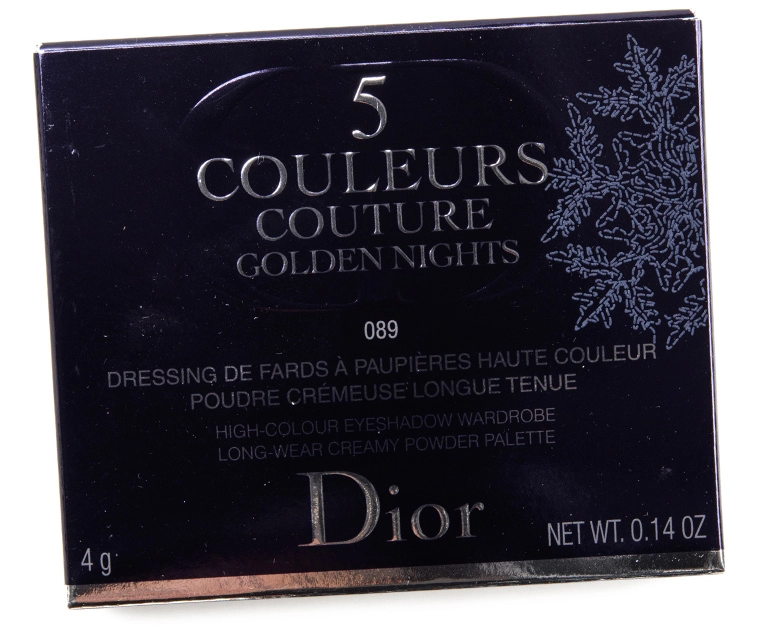 5
COULEURS
COUTURE
GOLDEN NIGHTS
089
DRESSING DE FARDS À PAUPIÈRES HAUTE COULEUR
POUDRE CRÉMEUSE LONGUE TENUE
HIGH-COLOUR EYESHADOW WARDROBE
LONG-WEAR CREAMY POWDER PALETTE
Dior
4 g
NET WT. 0.14 OZ